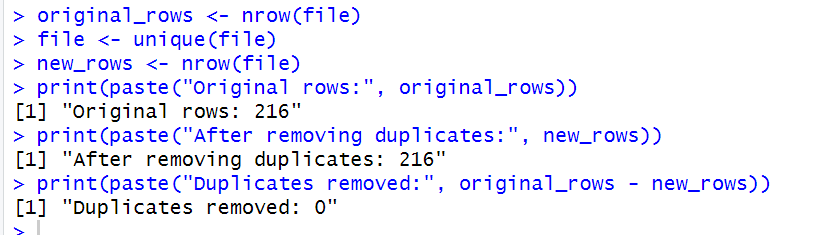 > original_rows <- nrow(file)
> file <- unique(file)
> new_rows <- nrow(file)
> print(paste("Original rows:", original_rows))
[1] "Original rows: 216"
> print(paste("After removing duplicates:", new_rows))
[1] "After removing duplicates: 216"
> print(paste("Duplicates removed:", original_rows - new_rows))
[1] "Duplicates removed: 0"
>